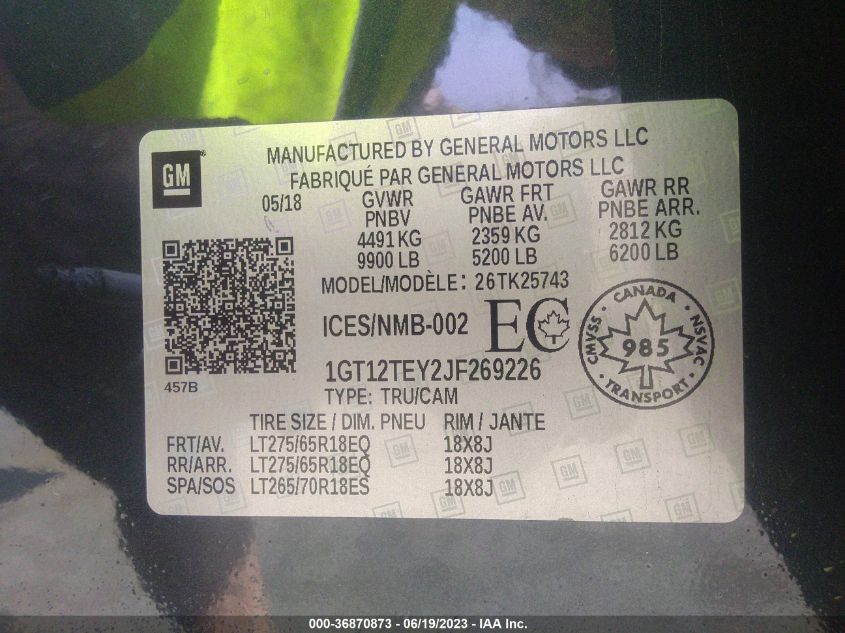 GM
MANUFACTURED BY GENERAL MOTORS LLC
FABRIQUÉ PAR GENERAL MOTORS LLC
05/18 GVWR GAWR FRT GAWR RR
PNBV PNBE AV. PNBE ARR.
4491 KG 2359 KG 2812 KG
9900 LB 5200 LB 6200 LB
MODEL/MODÈLE: 26TK25743
ICES/NMB-002 EC
CANADA
CMVSS 985 NSVAC
TRANSPORT
1GT12TEY2JF269226
457B
TYPE: TRU/CAM
TIRE SIZE / DIM. PNEU RIM / JANTE
FRT/AV. LT275/65R18EQ 18X8J
RR/ARR. LT275/65R18EQ 18X8J
SPA/SOS LT265/70R18ES 18X8J
000-36870873 - 06/19/2023 - IAA Inc.